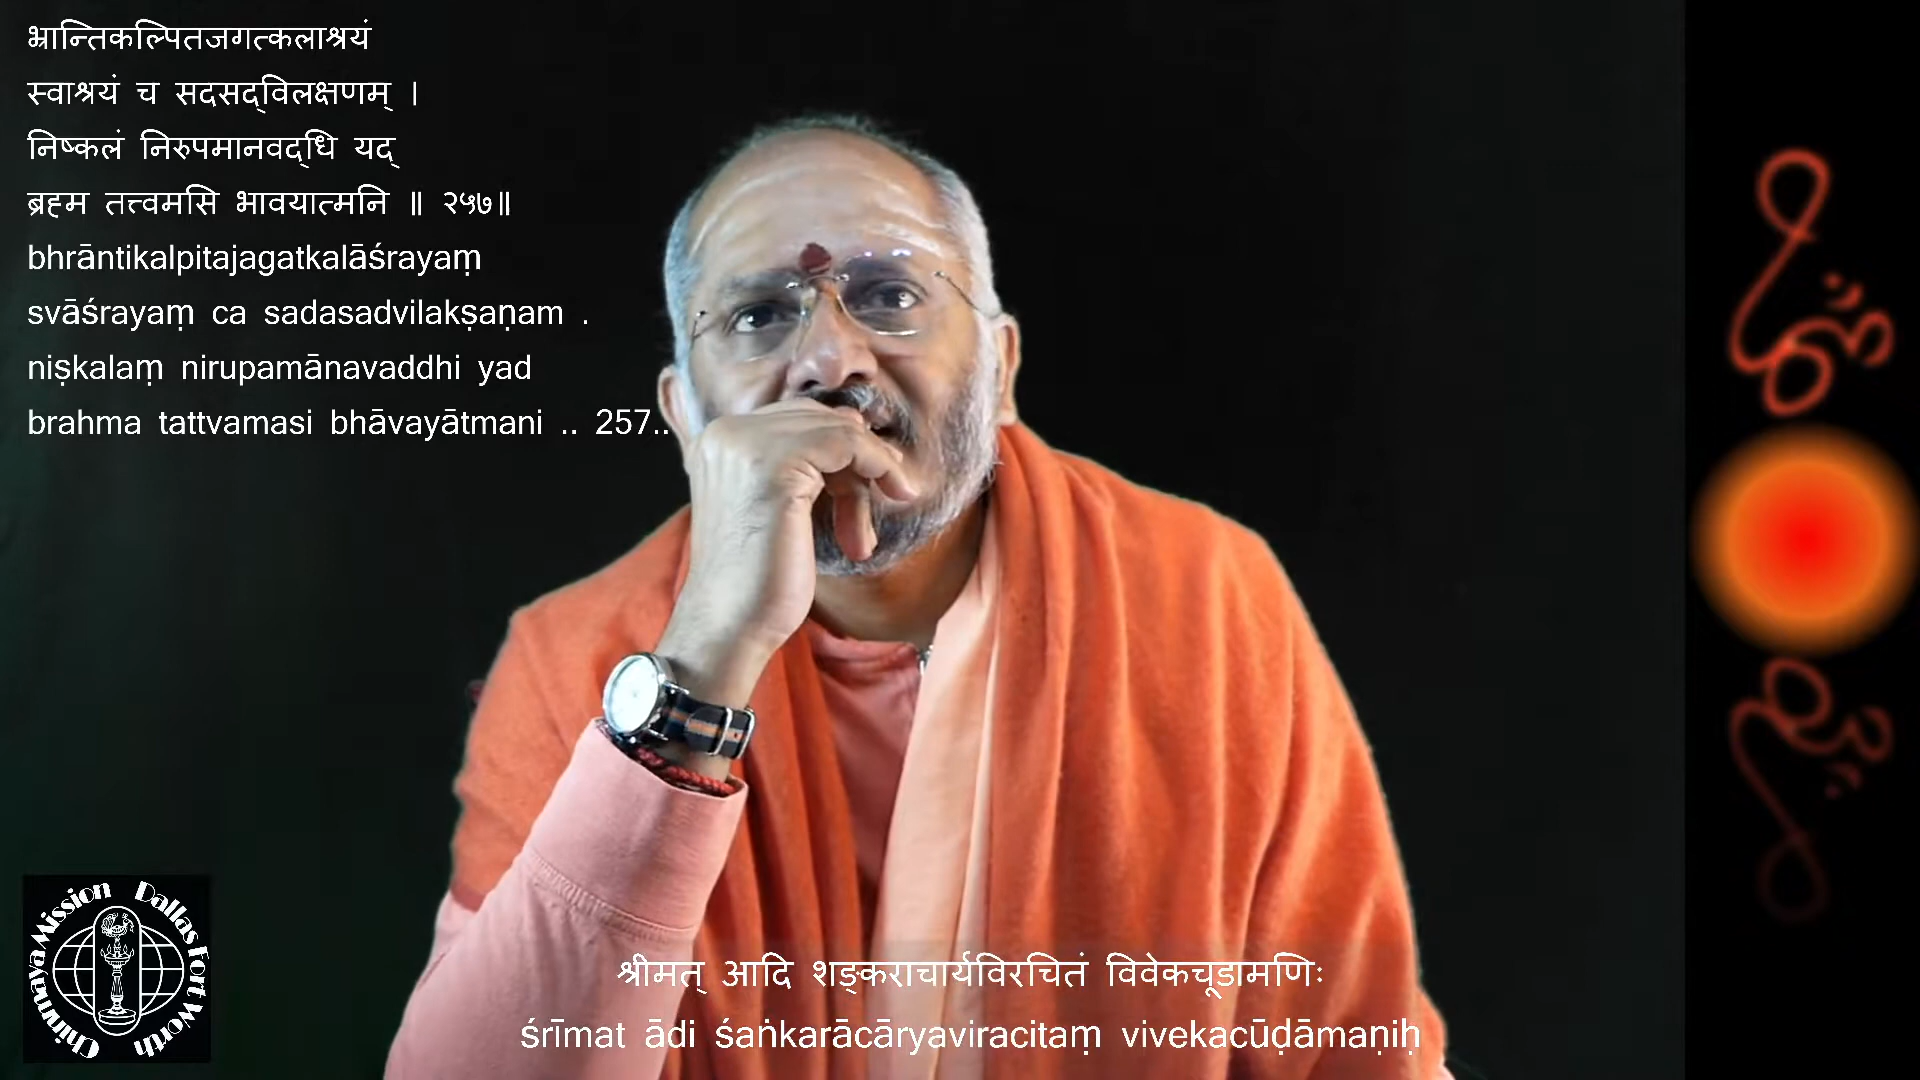 भ्रान्तिकल्पितजगत्कलाश्रयं
स्वाश्रयं च सदसद्‌विलक्षणम् ।
निष्कलं निरुपमानवद्‌धि यद्
ब्रह्म तत्त्वमसि भावयात्मनि ॥ २५७॥
bhrāntikalpitajagatkalāśrayaṃ
svāśrayaṃ ca sadasadvilakṣaṇam .
niṣkalaṃ nirupamānavaddhi yad
brahma tattvamasi bhāvayātmani .. 257..
ॐ
ॐ
Chinmaya Mission Dallas Fort Worth
श्रीमत् आदि शङ्कराचार्यविरचितं विवेकचूडामणिः
śrīmat ādi śaṅkarācāryaviracitaṃ vivekacūḍāmaṇiḥ